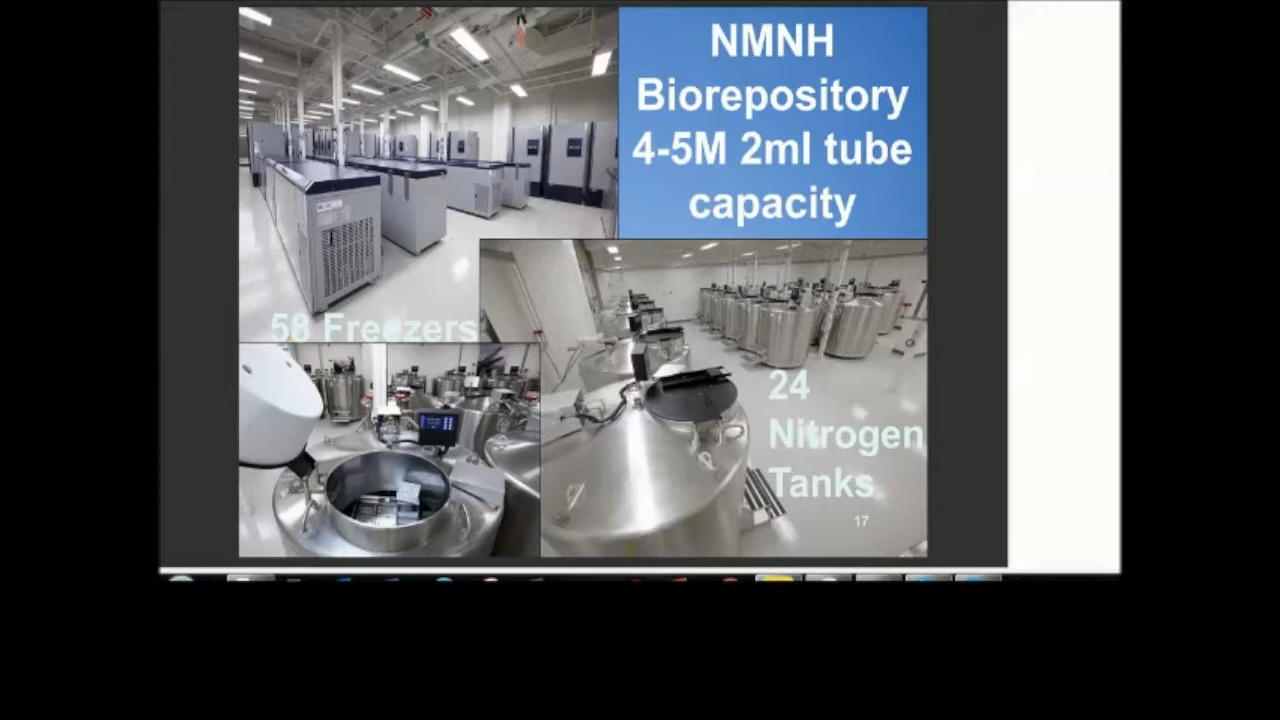 NMNH
Biorepository
4-5M 2ml tube
capacity
58 Freezers
24
Nitrogen
Tanks
17